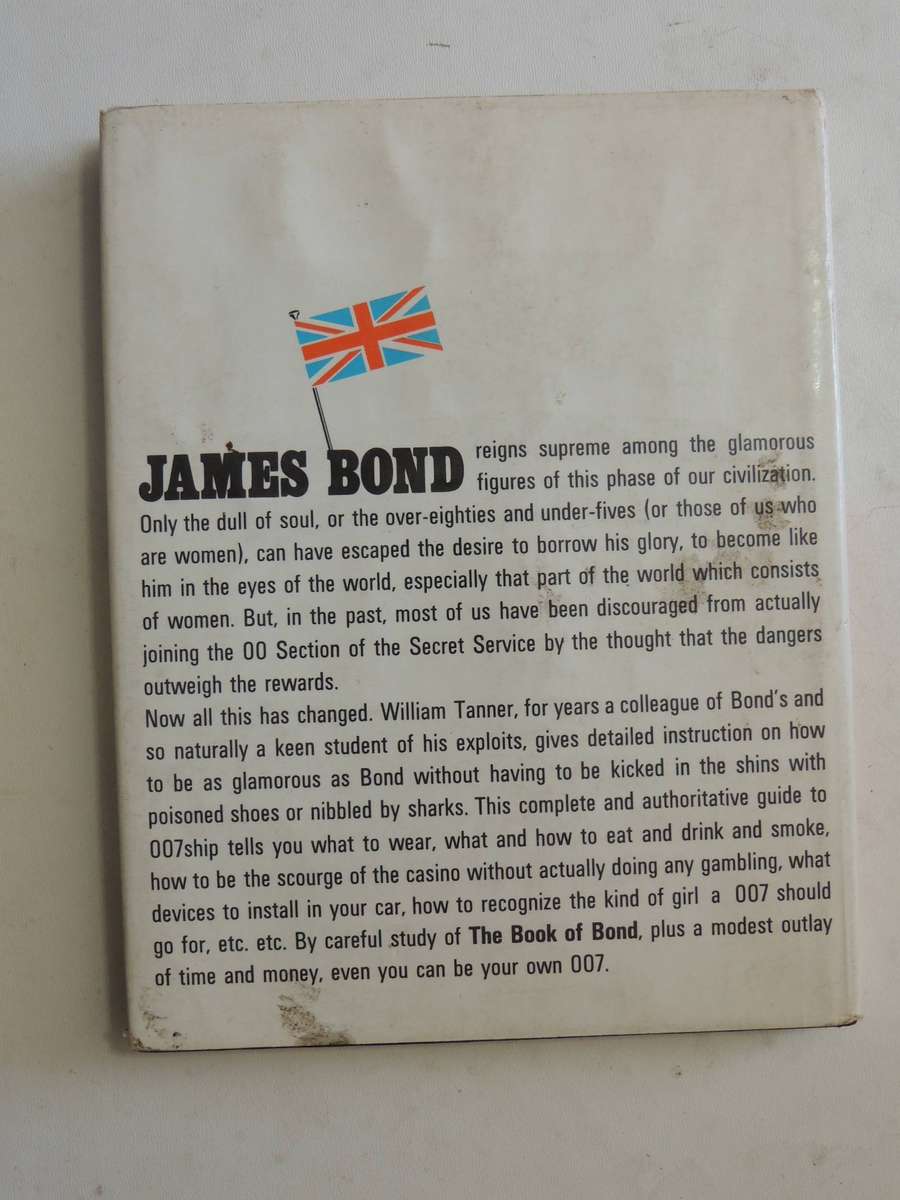 JAMES BOND reigns supreme among the glamorous
figures of this phase of our civilization.
Only the dull of soul, or the over-eighties and under-fives (or those of us who
are women), can have escaped the desire to borrow his glory, to become like
him in the eyes of the world, especially that part of the world which consists
of women. But, in the past, most of us have been discouraged from actually
joining the OO Section of the Secret Service by the thought that the dangers
outweigh the rewards.
Now all this has changed. William Tanner, for years a colleague of Bond's and
so naturally a keen student of his exploits, gives detailed instruction on how
to be as glamorous as Bond without having to be kicked in the shins with
poisoned shoes or nibbled by sharks. This complete and authoritative guide to
007ship tells you what to wear, what and how to eat and drink and smoke,
how to be the scourge of the casino without actually doing any gambling, what
devices to install in your car, how to recognize the kind of girl a 007 should
go for, etc. etc. By careful study of The Book of Bond, plus a modest outlay
of time and money, even you can be your own 007.